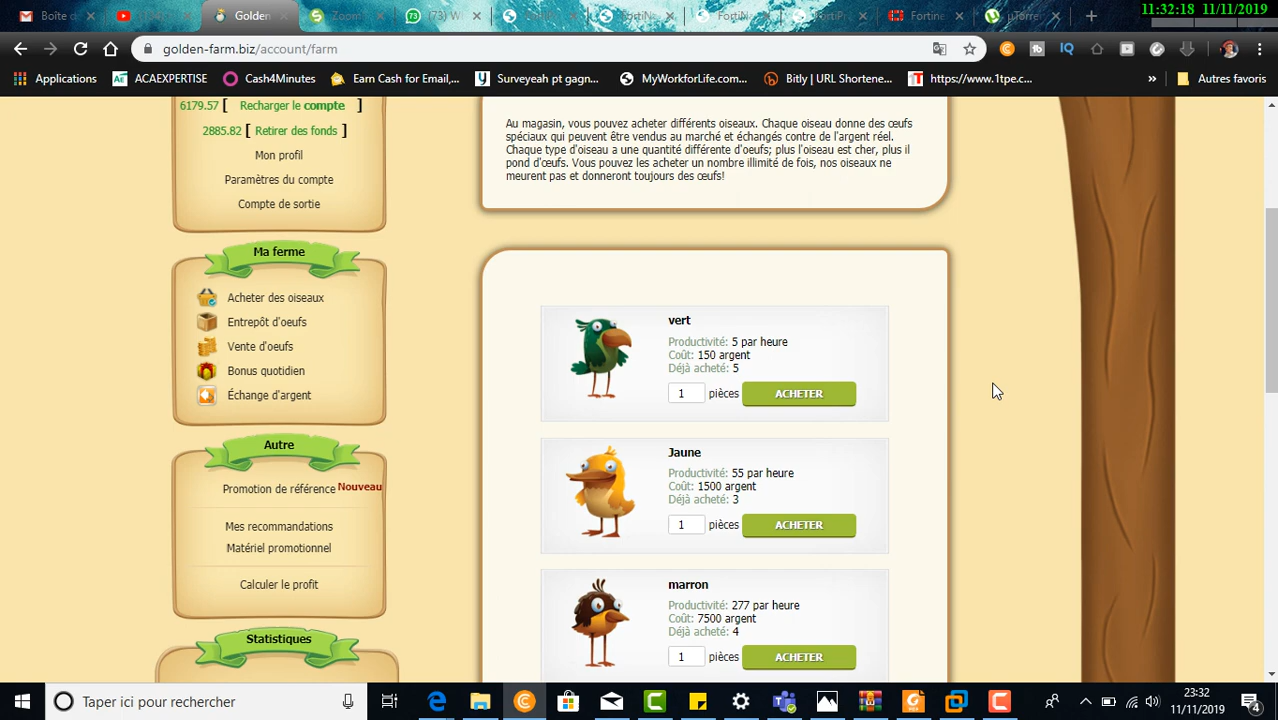 11:32:18 11/11/2019
Boîte d
Golden
Zoom
(73) W
FortiNe
FortiN
FortiPr
Fortine
µTorren
golden-farm.biz/account/farm
IQ
Applications
ACAEXPERTISE
Cash4Minutes
Earn Cash for Email,...
Surveyeah pt gagn...
MyWorkforLife.com...
Bitly | URL Shortene...
https://www.1tpe.c...
»
Autres favoris
6179.57 [ Recharger le compte ]
2885.82 [ Retirer des fonds ]
Mon profil
Paramètres du compte
Compte de sortie
Ma ferme
Acheter des oiseaux
Entrepôt d'oeufs
Vente d'oeufs
Bonus quotidien
Échange d'argent
Autre
Promotion de référence Nouveau
Mes recommandations
Matériel promotionnel
Calculer le profit
Statistiques
Au magasin, vous pouvez acheter différents oiseaux. Chaque oiseau donne des œufs
spéciaux qui peuvent être vendus au marché et échangés contre de l'argent réel.
Chaque type d'oiseau a une quantité différente d'oeufs; plus l'oiseau est cher, plus il
pond d'œufs. Vous pouvez les acheter un nombre illimité de fois, nos oiseaux ne
meurent pas et donneront toujours des œufs!
vert
Productivité: 5 par heure
Coût: 150 argent
Déjà acheté: 5
1 pièces ACHETER
Jaune
Productivité: 55 par heure
Coût: 1500 argent
Déjà acheté: 3
1 pièces ACHETER
marron
Productivité: 277 par heure
Coût: 7500 argent
Déjà acheté: 4
1 pièces ACHETER
Taper ici pour rechercher
23:32
11/11/2019
4